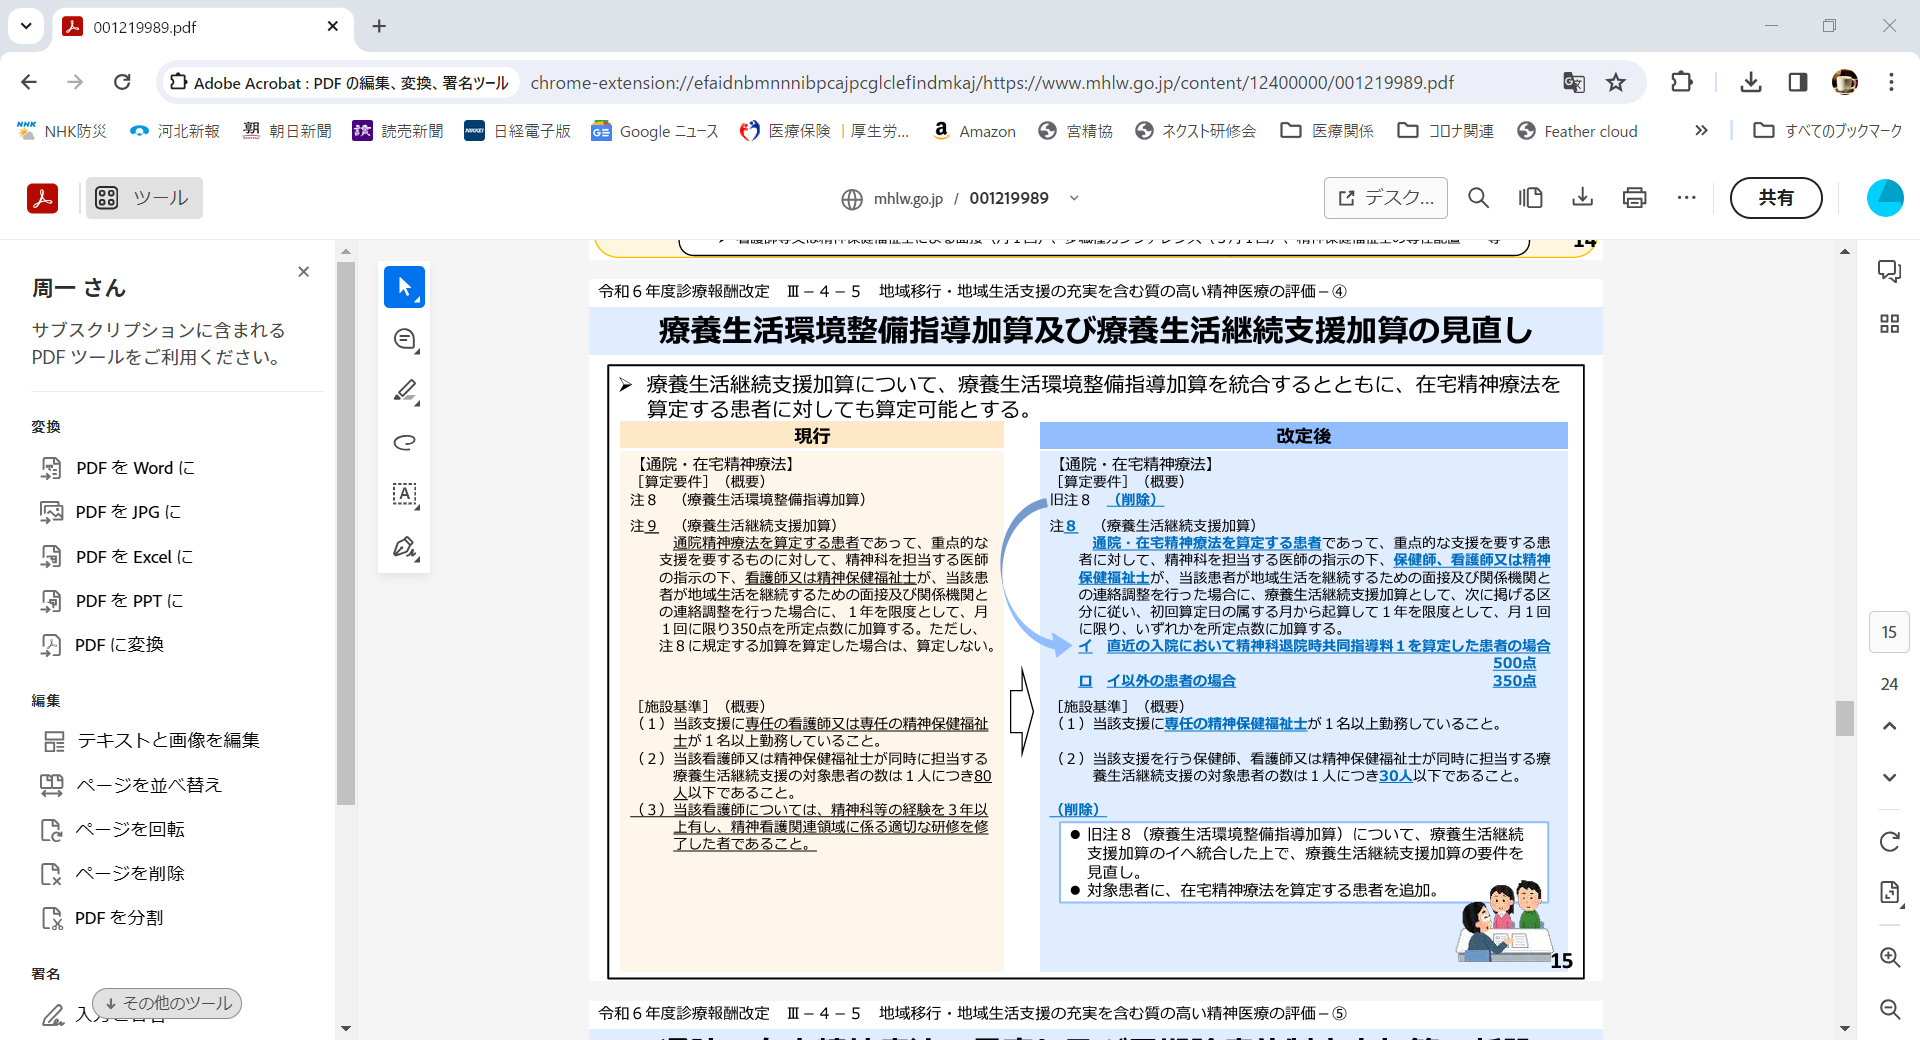 001219989.pdf
Adobe Acrobat : PDF の編集、変換、署名ツール
chrome-extension://efaidnbmnnnibpcajpcglclefindmkaj/https://www.mhlw.go.jp/content/12400000/001219989.pdf
NHK防災
河北新報
朝日新聞
読売新聞
日経電子版
Google ニュース
医療保険 ｜厚生労...
Amazon
宮精協
ネクスト研修会
医療関係
コロナ関連
Feather cloud
»
すべてのブックマーク
ツール
mhlw.go.jp / 001219989
デスク...
共有
周一 さん
サブスクリプションに含まれる
PDF ツールをご利用ください。
変換
PDF を Word に
PDF を JPG に
PDF を Excel に
PDF を PPT に
PDF に変換
編集
テキストと画像を編集
ページを並べ替え
ページを回転
ページを削除
PDF を分割
署名
↓ その他のツール
14
令和６年度診療報酬改定　Ⅲ－４－５　地域移行・地域生活支援の充実を含む質の高い精神医療の評価－④
療養生活環境整備指導加算及び療養生活継続支援加算の見直し
➢ 療養生活継続支援加算について、療養生活環境整備指導加算を統合するとともに、在宅精神療法を
算定する患者に対しても算定可能とする。
現行
【通院・在宅精神療法】
［算定要件］（概要）
注８　（療養生活環境整備指導加算）
注９　（療養生活継続支援加算）
通院精神療法を算定する患者であって、重点的な
支援を要するものに対して、精神科を担当する医師
の指示の下、看護師又は精神保健福祉士が、当該患
者が地域生活を継続するための面接及び関係機関と
の連絡調整を行った場合に、１年を限度として、月
１回に限り350点を所定点数に加算する。ただし、
注８に規定する加算を算定した場合は、算定しない。
［施設基準］（概要）
（１）当該支援に専任の看護師又は専任の精神保健福祉
士が１名以上勤務していること。
（２）当該看護師又は精神保健福祉士が同時に担当する
療養生活継続支援の対象患者の数は１人につき80
人以下であること。
（３）当該看護師については、精神科等の経験を３年以
上有し、精神看護関連領域に係る適切な研修を修
了した者であること。
改定後
【通院・在宅精神療法】
［算定要件］（概要）
旧注８　（削除）
注８　（療養生活継続支援加算）
通院・在宅精神療法を算定する患者であって、重点的な支援を要する患
者に対して、精神科を担当する医師の指示の下、保健師、看護師又は精神
保健福祉士が、当該患者が地域生活を継続するための面接及び関係機関と
の連絡調整を行った場合に、療養生活継続支援加算として、次に掲げる区
分に従い、初回算定日の属する月から起算して１年を限度として、月１回
に限り、いずれかを所定点数に加算する。
イ　直近の入院において精神科退院時共同指導料１を算定した患者の場合
500点
ロ　イ以外の患者の場合　350点
［施設基準］（概要）
（１）当該支援に専任の精神保健福祉士が１名以上勤務していること。
（２）当該支援を行う保健師、看護師又は精神保健福祉士が同時に担当する療
養生活継続支援の対象患者の数は１人につき30人以下であること。
（削除）
● 旧注８（療養生活環境整備指導加算）について、療養生活継続
支援加算のイへ統合した上で、療養生活継続支援加算の要件を
見直し。
● 対象患者に、在宅精神療法を算定する患者を追加。
15
令和６年度診療報酬改定　Ⅲ－４－５　地域移行・地域生活支援の充実を含む質の高い精神医療の評価－⑤
15
24